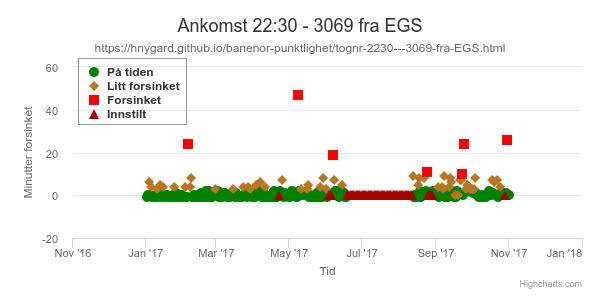 Ankomst 22:30 - 3069 fra EGS
https://hnygard.github.io/banenor-punktlighet/tognr-2230---3069-fra-EGS.html
På tiden
Litt forsinket
Forsinket
Innstilt
Minutter forsinket
60
40
20
0
-20
Nov '16
Jan '17
Mar '17
May '17
Jul '17
Sep '17
Nov '17
Jan '18
Tid
Highcharts.com